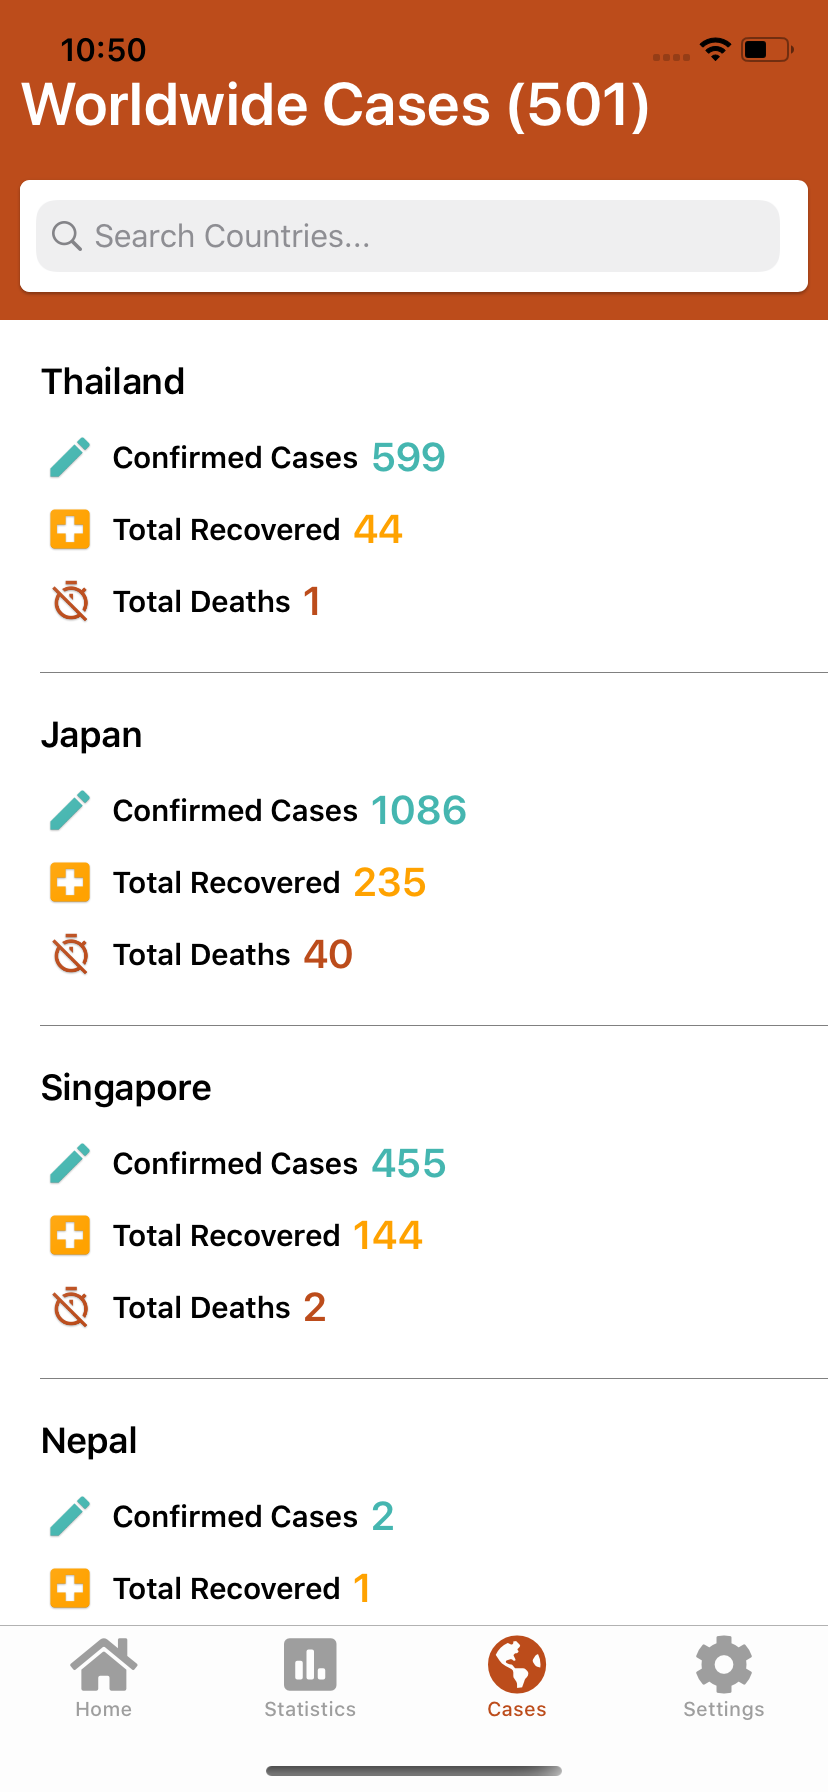 10:50
Worldwide Cases (501)
Search Countries...
Thailand
Confirmed Cases 599
Total Recovered 44
Total Deaths 1
Japan
Confirmed Cases 1086
Total Recovered 235
Total Deaths 40
Singapore
Confirmed Cases 455
Total Recovered 144
Total Deaths 2
Nepal
Confirmed Cases 2
Total Recovered 1
Home Statistics Cases Settings